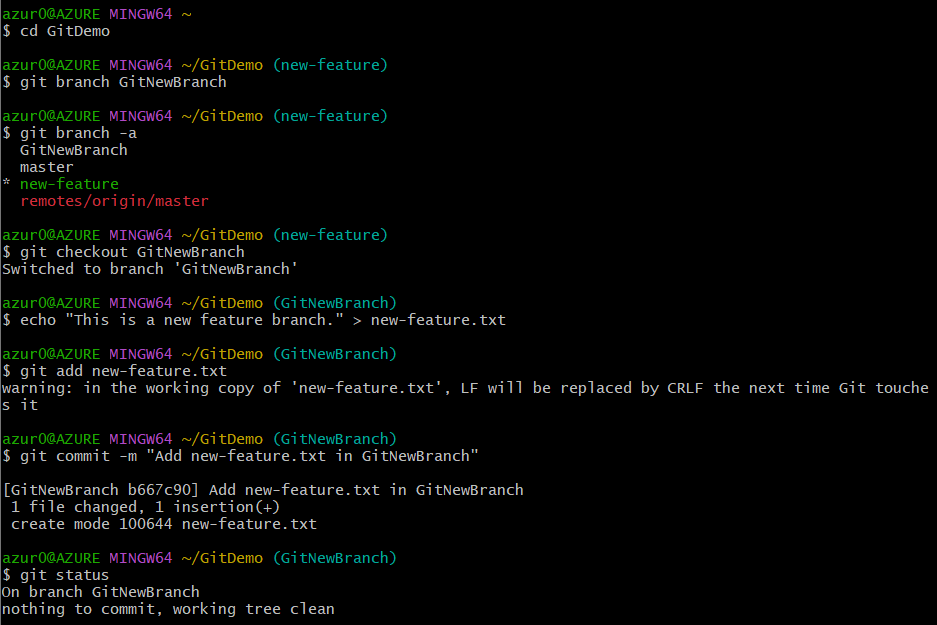 azur0@AZURE MINGW64 ~
$ cd GitDemo
azur0@AZURE MINGW64 ~/GitDemo (new-feature)
$ git branch GitNewBranch
azur0@AZURE MINGW64 ~/GitDemo (new-feature)
$ git branch -a
  GitNewBranch
  master
* new-feature
  remotes/origin/master
azur0@AZURE MINGW64 ~/GitDemo (new-feature)
$ git checkout GitNewBranch
Switched to branch 'GitNewBranch'
azur0@AZURE MINGW64 ~/GitDemo (GitNewBranch)
$ echo "This is a new feature branch." > new-feature.txt
azur0@AZURE MINGW64 ~/GitDemo (GitNewBranch)
$ git add new-feature.txt
warning: in the working copy of 'new-feature.txt', LF will be replaced by CRLF the next time Git touche
s it
azur0@AZURE MINGW64 ~/GitDemo (GitNewBranch)
$ git commit -m "Add new-feature.txt in GitNewBranch"
[GitNewBranch b667c90] Add new-feature.txt in GitNewBranch
 1 file changed, 1 insertion(+)
 create mode 100644 new-feature.txt
azur0@AZURE MINGW64 ~/GitDemo (GitNewBranch)
$ git status
On branch GitNewBranch
nothing to commit, working tree clean